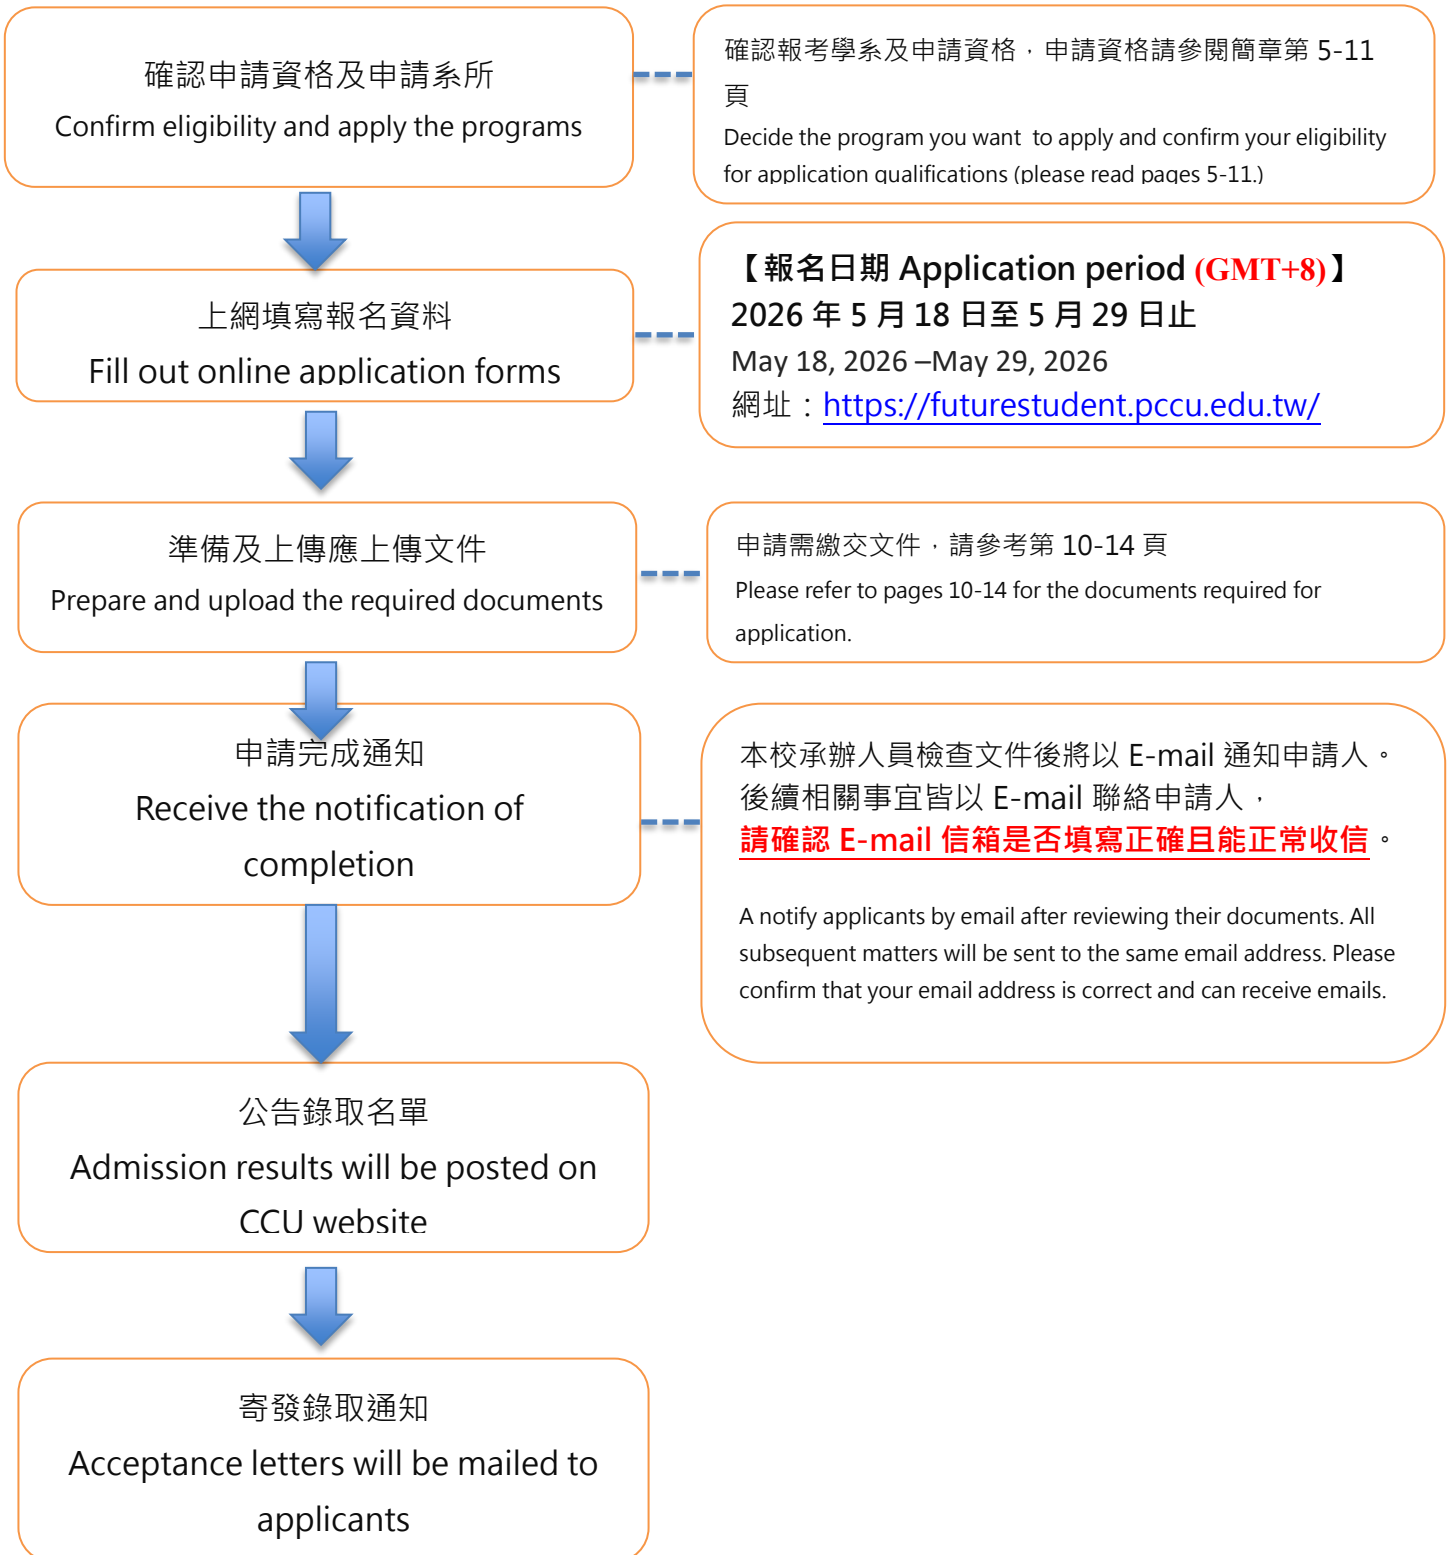 確認申請資格及申請系所
Confirm eligibility and apply the programs
確認報考學系及申請資格，申請資格請參閱簡章第 5-11
頁
Decide the program you want to apply and confirm your eligibility
for application qualifications (please read pages 5-11.)
上網填寫報名資料
Fill out online application forms
【報名日期 Application period (GMT+8)】
2026 年 5 月 18 日至 5 月 29 日止
May 18, 2026 –May 29, 2026
網址：https://futurestudent.pccu.edu.tw/
準備及上傳應上傳文件
Prepare and upload the required documents
申請需繳交文件，請參考第 10-14 頁
Please refer to pages 10-14 for the documents required for
application.
申請完成通知
Receive the notification of
completion
本校承辦人員檢查文件後將以 E-mail 通知申請人。
後續相關事宜皆以 E-mail 聯絡申請人，
請確認 E-mail 信箱是否填寫正確且能正常收信。
A notify applicants by email after reviewing their documents. All
subsequent matters will be sent to the same email address. Please
confirm that your email address is correct and can receive emails.
公告錄取名單
Admission results will be posted on
CCU website
寄發錄取通知
Acceptance letters will be mailed to
applicants